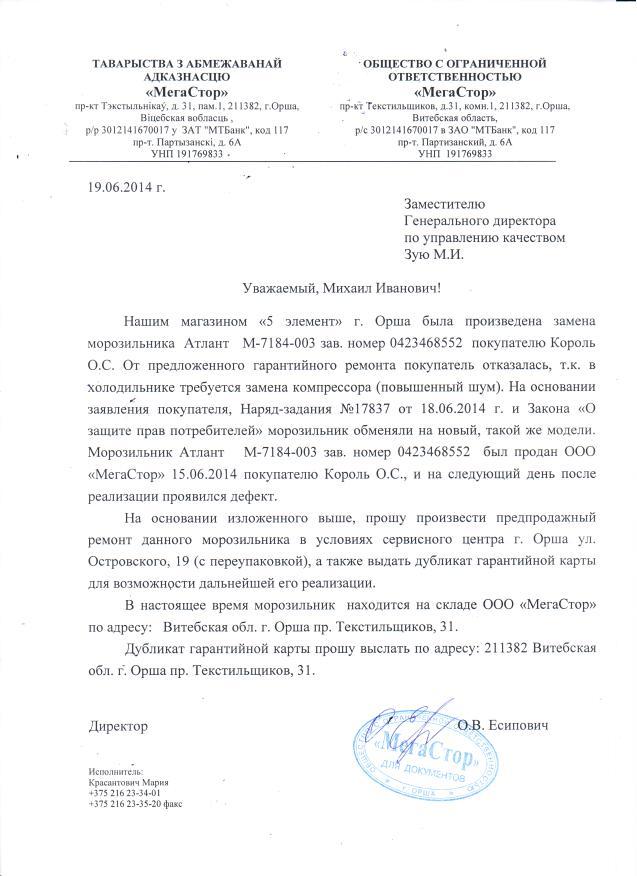 ТАВАРЫСТВА З АБМЕЖАВАНАЙ
АДКАЗНАСЦЮ
«МегаСтор»
пр-кт Тэкстыльнікаў, д. 31, пам.1, 211382, г.Орша,
Віцебская вобласць ,
р/р 3012141670017 у ЗАТ "МТБанк", код 117
пр-т. Партызанскі, д. 6А
УНП 191769833
ОБЩЕСТВО С ОГРАНИЧЕННОЙ
ОТВЕТСТВЕННОСТЬЮ
«МегаСтор»
пр-кт Текстильщиков, д.31, комн.1, 211382, г.Орша,
Витебская область,
р/с 3012141670017 в ЗАО "МТБанк", код 117
пр-т. Партизанский, д. 6А
УНП 191769833
19.06.2014 г.
Заместителю
Генерального директора
по управлению качеством
Зую М.И.
Уважаемый, Михаил Иванович!
Нашим магазином «5 элемент» г. Орша была произведена замена
морозильника Атлант М-7184-003 зав. номер 0423468552 покупателю Король
О.С. От предложенного гарантийного ремонта покупатель отказалась, т.к. в
холодильнике требуется замена компрессора (повышенный шум). На основании
заявления покупателя, Наряд-задания №17837 от 18.06.2014 г. и Закона «О
защите прав потребителей» морозильник обменяли на новый, такой же модели.
Морозильник Атлант М-7184-003 зав. номер 0423468552 был продан ООО
«МегаСтор» 15.06.2014 покупателю Король О.С., и на следующий день после
реализации проявился дефект.
На основании изложенного выше, прошу произвести предпродажный
ремонт данного морозильника в условиях сервисного центра г. Орша ул.
Островского, 19 (с переупаковкой), а также выдать дубликат гарантийной карты
для возможности дальнейшей его реализации.
В настоящее время морозильник находится на складе ООО «МегаСтор»
по адресу: Витебская обл. г. Орша пр. Текстильщиков, 31.
Дубликат гарантийной карты прошу выслать по адресу: 211382 Витебская
обл. г. Орша пр. Текстильщиков, 31.
Директор
О.В. Есипович
ОБЩЕСТВО С ОГРАНИЧЕННОЙ ОТВЕТСТВЕННОСТЬЮ
«МегаСтор»
ДЛЯ ДОКУМЕНТОВ
г. ОРША
Исполнитель:
Красантович Мария
+375 216 23-34-01
+375 216 23-35-20 факс